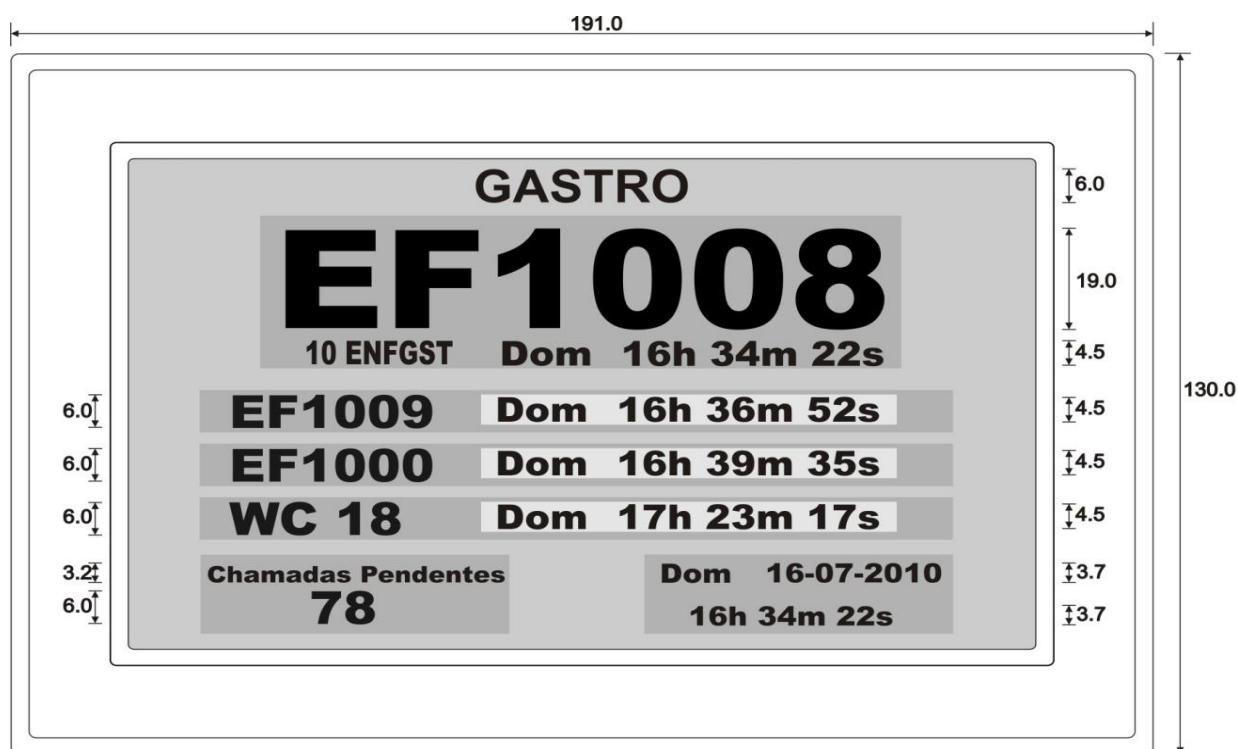 191.0
GASTRO
6.0
EF1008
19.0
10 ENFGST Dom 16h 34m 22s
4.5
130.0
6.0 EF1009 Dom 16h 36m 52s 4.5
6.0 EF1000 Dom 16h 39m 35s 4.5
6.0 WC 18 Dom 17h 23m 17s 4.5
3.2 Chamadas Pendentes Dom 16-07-2010 3.7
6.0 78 16h 34m 22s 3.7